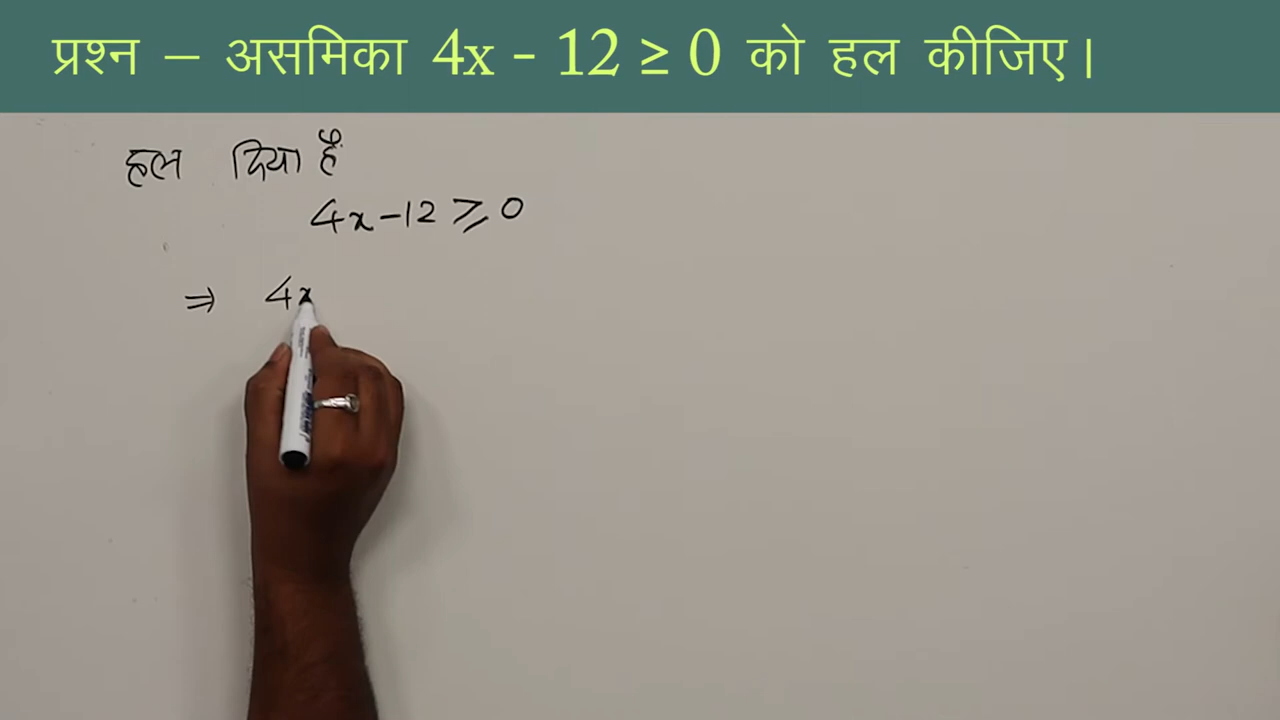 प्रश्न – असमिका 4x - 12 ≥ 0 को हल कीजिए।
हल दिया है
4x-12 ≥ 0
⇒ 4x